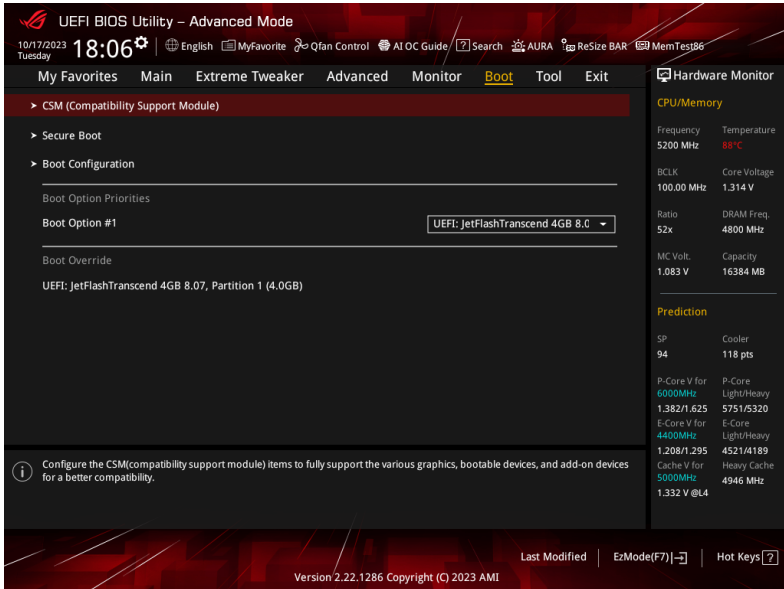 UEFI BIOS Utility – Advanced Mode
10/17/2023 Tuesday 18:06 English MyFavorite Qfan Control AI OC Guide ? Search AURA ReSize BAR MemTest86
My Favorites Main Extreme Tweaker Advanced Monitor Boot Tool Exit
CSM (Compatibility Support Module)
Secure Boot
Boot Configuration
Boot Option Priorities
Boot Option #1 UEFI: JetFlashTranscend 4GB 8.0
Boot Override
UEFI: JetFlashTranscend 4GB 8.07, Partition 1 (4.0GB)
Hardware Monitor
CPU/Memory
Frequency Temperature
5200 MHz 88°C
BCLK Core Voltage
100.00 MHz 1.314 V
Ratio DRAM Freq.
52x 4800 MHz
MC Volt. Capacity
1.083 V 16384 MB
Prediction
SP Cooler
94 118 pts
P-Core V for P-Core
6000MHz Light/Heavy
1.382/1.625 5751/5320
E-Core V for E-Core
4400MHz Light/Heavy
1.208/1.295 4521/4189
Cache V for Heavy Cache
5000MHz 4946 MHz
1.332 V @L4
Configure the CSM(compatibility support module) items to fully support the various graphics, bootable devices, and add-on devices
for a better compatibility.
Last Modified EzMode(F7) Hot Keys ?
Version 2.22.1286 Copyright (C) 2023 AMI